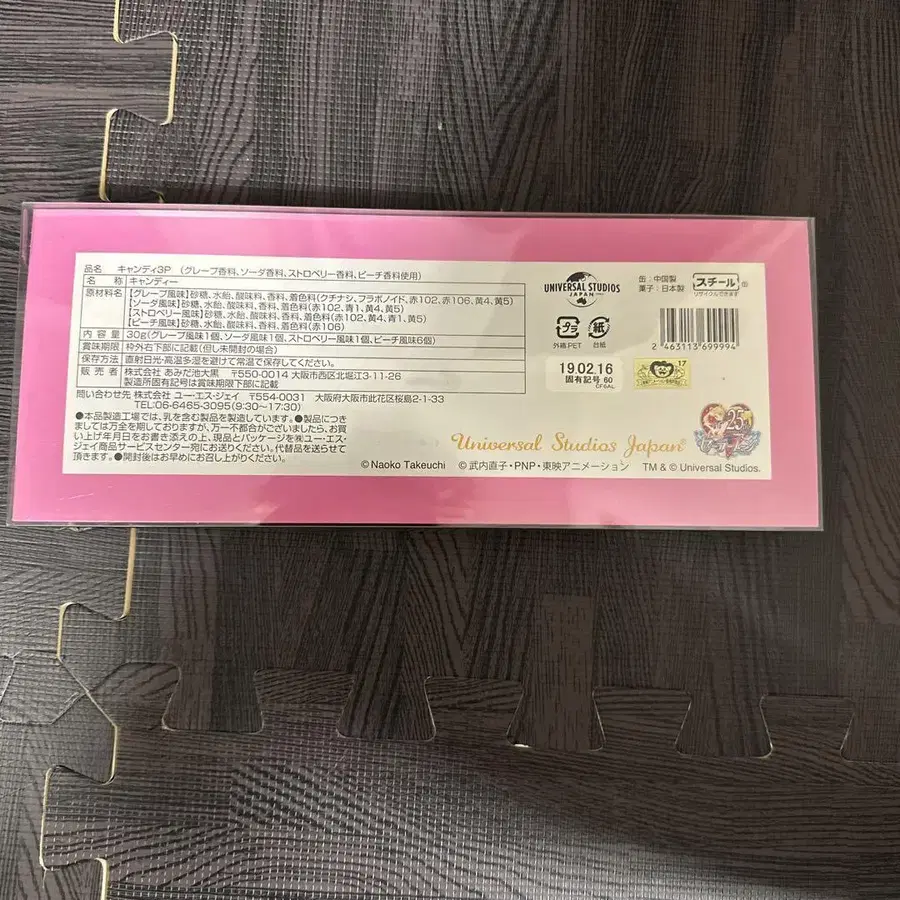 品名 キャンディ3P (グレープ香料、ソーダ香料、ストロベリー香料、ピーチ香料使用)
名 称 キャンディー
原材料名 【グレープ風味】砂糖、水飴、酸味料、香料、着色料(クチナシ、フラボノイド、赤102、赤106、黄4、黄5)
【ソーダ風味】砂糖、水飴、酸味料、香料、着色料(赤102、青1、黄4、黄5)
【ストロベリー風味】砂糖、水飴、酸味料、香料、着色料(赤102、黄4、青1、黄5)
【ピーチ風味】砂糖、水飴、酸味料、香料、着色料(赤106)
内 容 量 30g(グレープ風味1個、ソーダ風味1個、ストロベリー風味1個、ピーチ風味6個)
賞味期限 枠外右下部に記載(但し未開封の場合)
保存方法 直射日光・高温多湿を避けて常温で保存してください。
販 売 者 株式会社 あみだ池大黒 〒550-0014 大阪市西区北堀江3-11-26
製造所固有記号は賞味期限下部に記載
問い合わせ先 株式会社 ユー・エス・ジェイ 〒554-0031 大阪府大阪市此花区桜島2-1-33
TEL:06-6465-3095(9:30~17:30)
●本品製造工場では、乳を含む製品を製造しています。●製品につき
ましては万全を期しておりますが、万一不都合がございましたら、お買
い上げ年月日をお書き添えの上、現品とパッケージを㈱ユー・エス・
ジェイ商品サービスセンター宛にお送りください。代替品を送らせて
頂きます。●開封後はお早めにお召し上がりください。
UNIVERSAL STUDIOS
JAPAN
缶:中国製
菓子:日本製
スチール 缶
リサイクルできます
プラ
外箱PET
紙
台紙
2 463113 699994
19.02.16
固有記号 60
CF6AL
17
25th
Universal Studios Japan®
© Naoko Takeuchi © 武内直子・PNP・東映アニメーション TM & © Universal Studios.